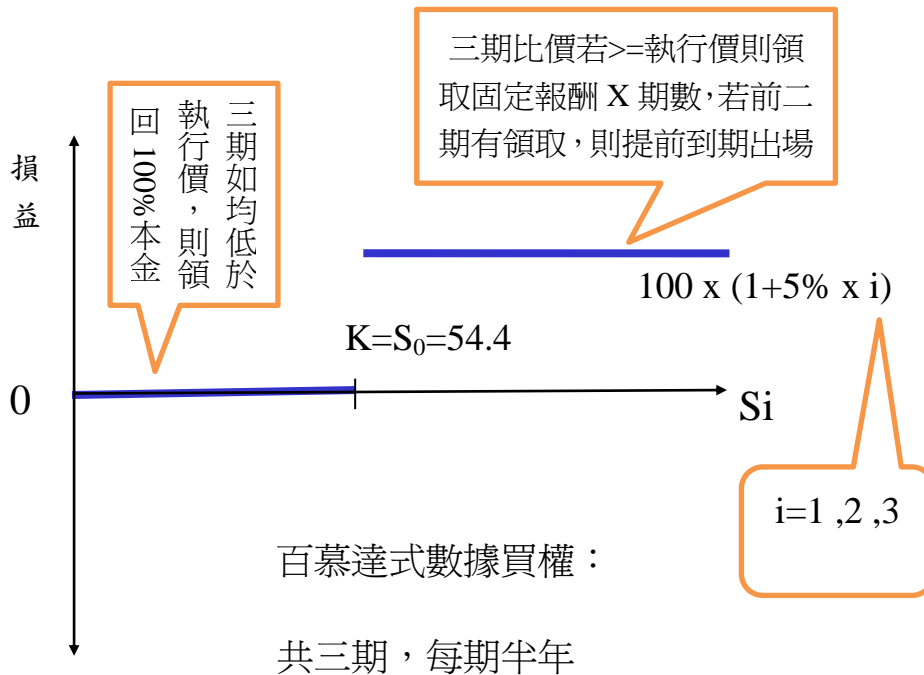 三期比價若>=執行價則領
取固定報酬 X 期數，若前二
期有領取，則提前到期出場
三期如均低於
執行價，則領
回 100%本金
損益
100 x (1+5% x i)
K=S₀=54.4
0
Si
i=1 ,2 ,3
百慕達式數據買權：
共三期，每期半年